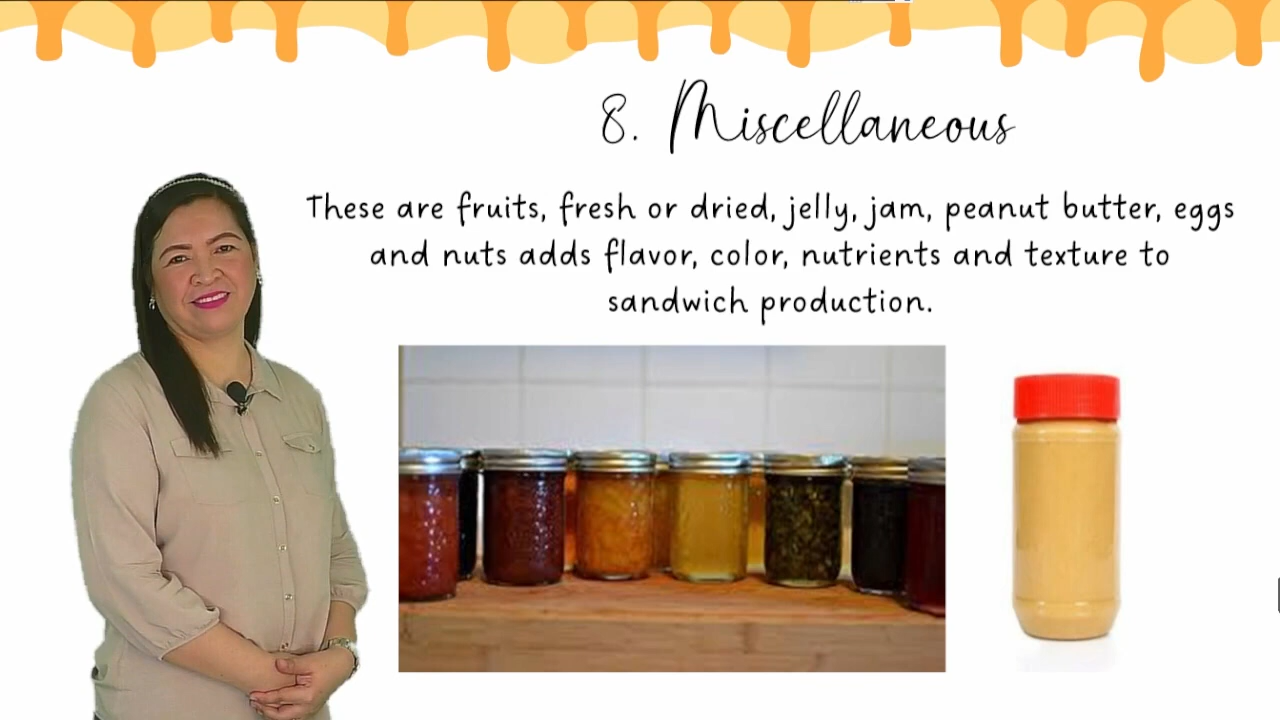 8. Miscellaneous
These are fruits, fresh or dried, jelly, jam, peanut butter, eggs
and nuts adds flavor, color, nutrients and texture to
sandwich production.